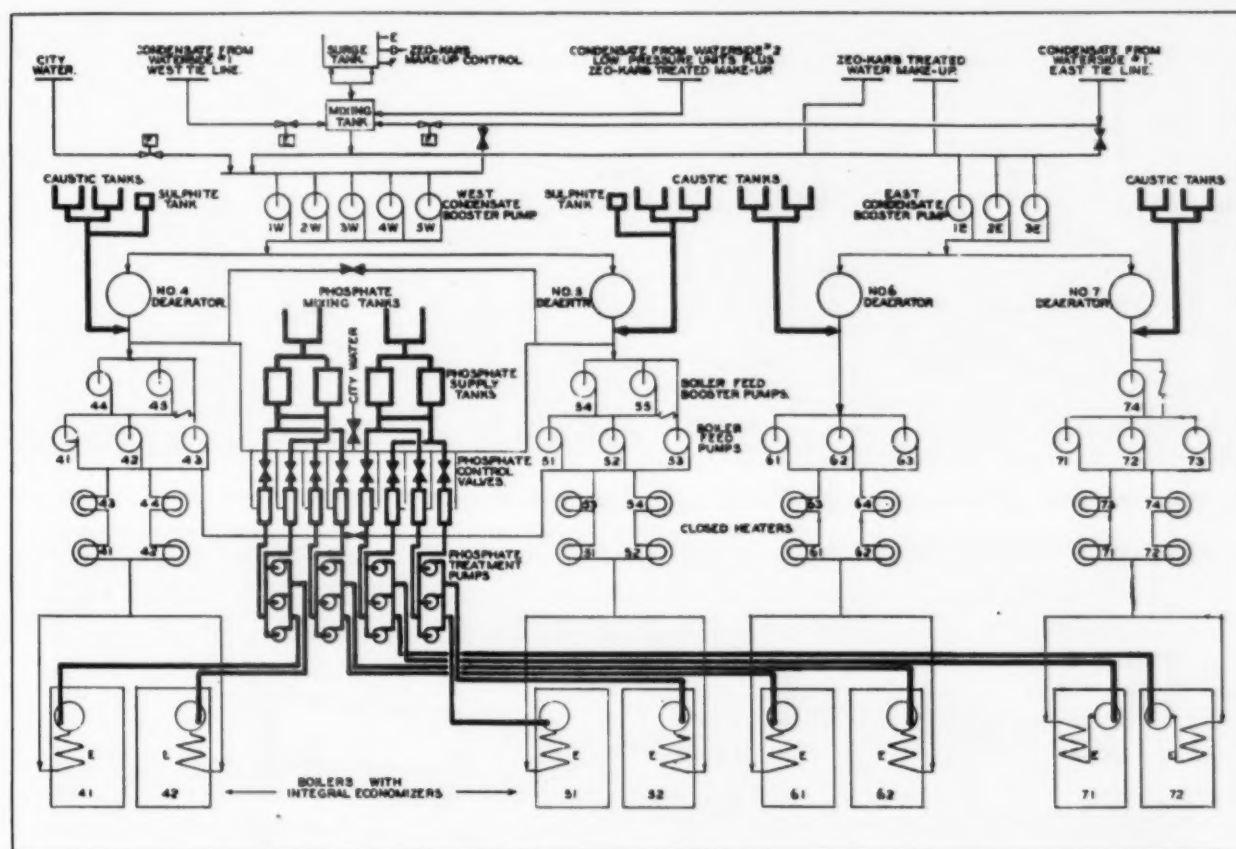 CITY
WATER.
CONDENSATE FROM
WATERSIDE #1
WEST TIE LINE.
SURGE
TANK.
E
D
F
ZEO-KARB
MAKE-UP CONTROL
CONDENSATE FROM WATERSIDE #2
LOW PRESSURE UNITS PLUS
ZEO-KARB TREATED MAKE-UP.
ZEO-KARB TREATED
WATER MAKE-UP.
CONDENSATE FROM
WATERSIDE #1.
EAST TIE LINE.
MIXING
TANK
F
E
CAUSTIC TANKS.
SULPHITE
TANK
1W
2W
3W
4W
5W
WEST
CONDENSATE
BOOSTER PUMP
SULPHITE
TANK
CAUSTIC TANKS
EAST
CONDENSATE
BOOSTER PUMP
1E
2E
3E
CAUSTIC TANKS
NO. 4
DEAERATOR.
PHOSPHATE
MIXING TANKS
NO. 5
DEAERTR.
NO. 6
DEAERATOR
NO. 7
DEAERATOR.
CITY WATER
PHOSPHATE
SUPPLY
TANKS
44
45
54
55
BOILER FEED
BOOSTER PUMPS.
74
41
42
43
51
52
53
BOILER
FEED
PUMPS
61
62
63
71
72
73
PHOSPHATE
CONTROL
VALVES.
43
44
53
54
63
64
73
74
CLOSED HEATERS.
41
42
51
52
61
62
71
72
PHOSPHATE
TREATMENT
PUMPS
E
E
E
E
E
E
E
E
41
42
BOILERS WITH
INTEGRAL ECONOMIZERS
51
52
61
62
71
72